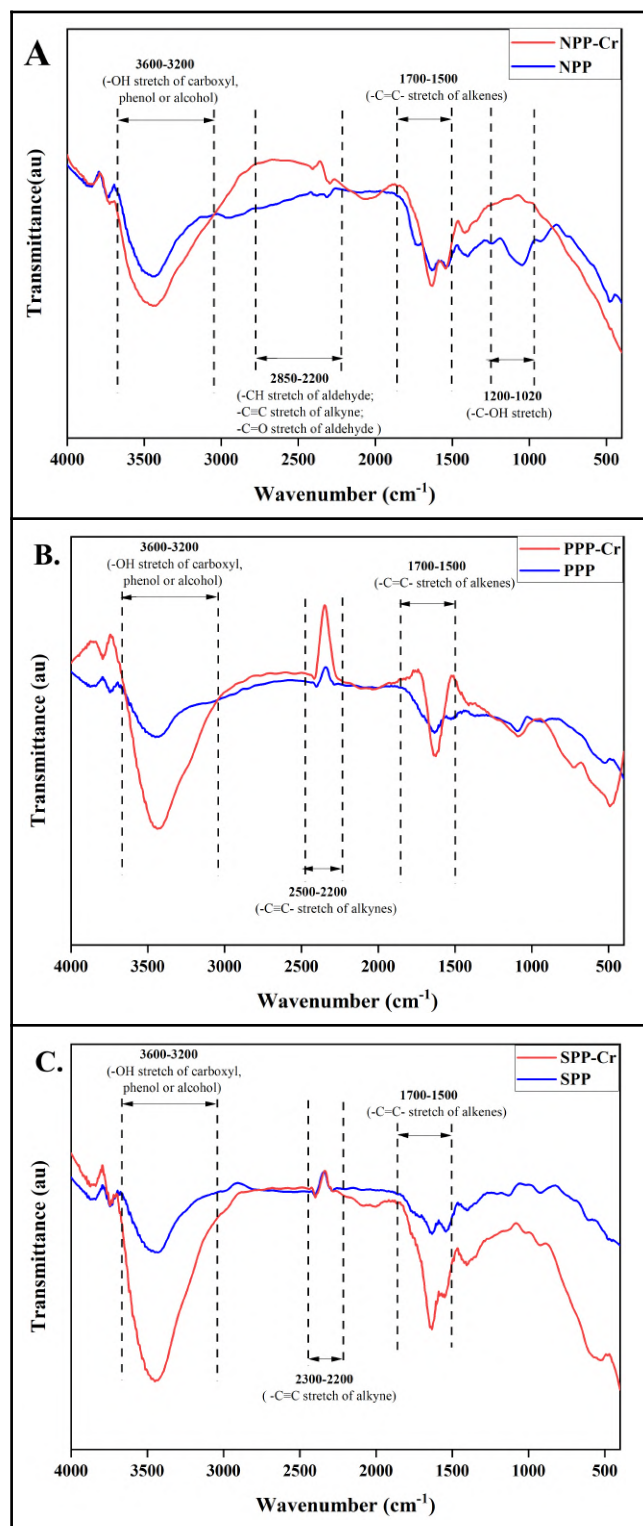 A
NPP-Cr
NPP
3600-3200
(-OH stretch of carboxyl,
phenol or alcohol)
1700-1500
(-C=C- stretch of alkenes)
2850-2200
(-CH stretch of aldehyde;
-C≡C stretch of alkyne;
-C=O stretch of aldehyde )
1200-1020
(-C-OH stretch)
Transmittance(au)
4000 3500 3000 2500 2000 1500 1000 500
Wavenumber (cm⁻¹)
B.
PPP-Cr
PPP
3600-3200
(-OH stretch of carboxyl,
phenol or alcohol)
1700-1500
(-C=C- stretch of alkenes)
2500-2200
(-C≡C- stretch of alkynes)
Transmittance (au)
4000 3500 3000 2500 2000 1500 1000 500
Wavenumber (cm⁻¹)
C.
SPP-Cr
SPP
3600-3200
(-OH stretch of carboxyl,
phenol or alcohol)
1700-1500
(-C=C- stretch of alkenes)
2300-2200
( -C≡C stretch of alkyne)
Transmittance (au)
4000 3500 3000 2500 2000 1500 1000 500
Wavenumber (cm⁻¹)